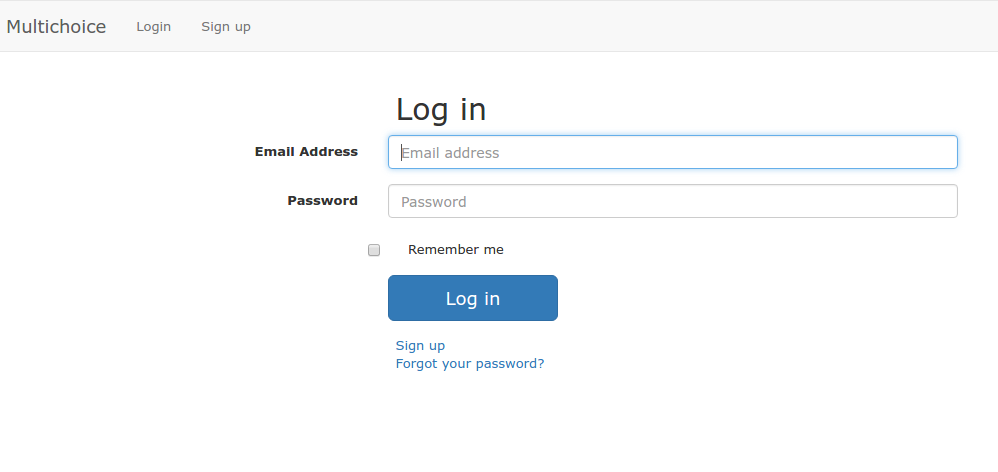 Multichoice Login Sign up
Log in
Email Address Email address
Password Password
Remember me
Log in
Sign up
Forgot your password?